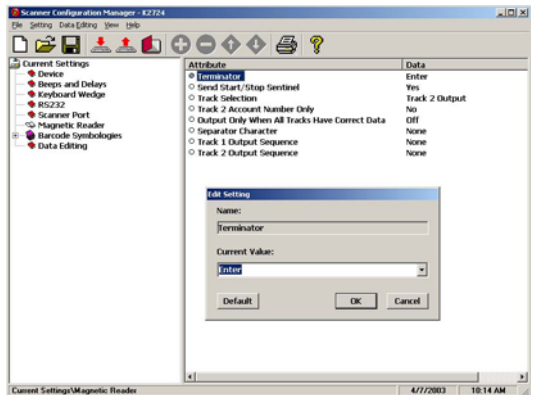 Scanner Configuration Manager - K2724
File Setting Data Editing View Help
Current Settings
Device
Beeps and Delays
Keyboard Wedge
RS232
Scanner Port
Magnetic Reader
Barcode Symbologies
Data Editing
Attribute Data
Terminator Enter
Send Start/Stop Sentinel Yes
Track Selection Track 2 Output
Track 2 Account Number Only No
Output Only When All Tracks Have Correct Data Off
Separator Character None
Track 1 Output Sequence None
Track 2 Output Sequence None
Edit Setting
Name:
Terminator
Current Value:
Enter
Default OK Cancel
Current Settings\Magnetic Reader 4/7/2003 10:14 AM